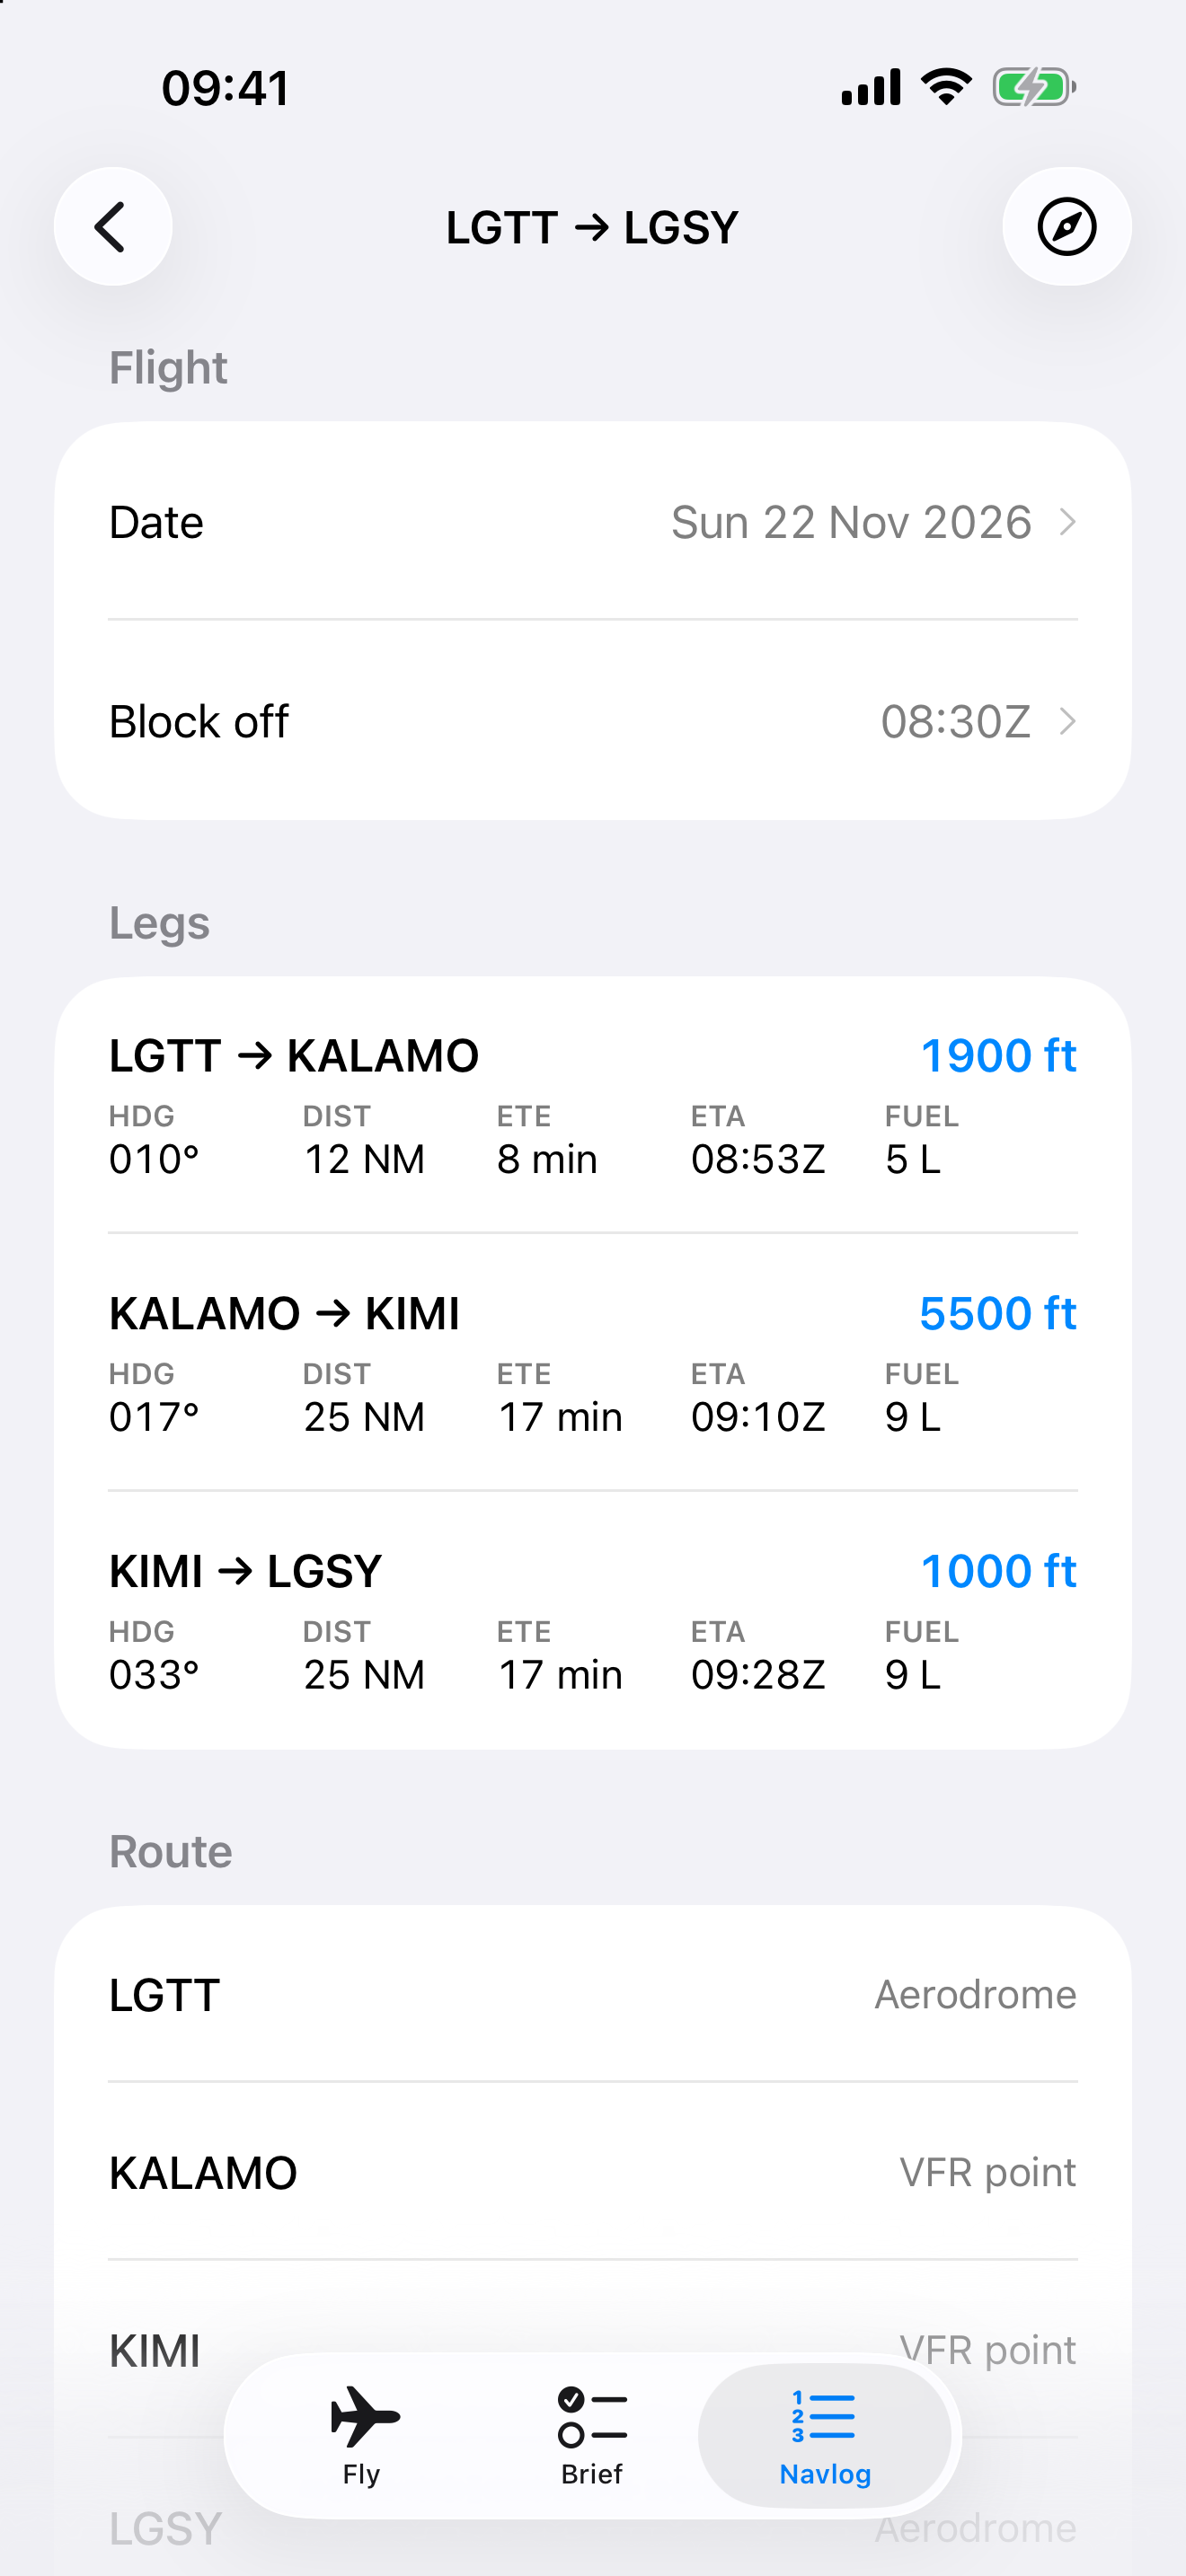 09:41
LGTT → LGSY
Flight
Date Sun 22 Nov 2026
Block off 08:30Z
Legs
LGTT → KALAMO 1900 ft
HDG DIST ETE ETA FUEL
010° 12 NM 8 min 08:53Z 5 L
KALAMO → KIMI 5500 ft
HDG DIST ETE ETA FUEL
017° 25 NM 17 min 09:10Z 9 L
KIMI → LGSY 1000 ft
HDG DIST ETE ETA FUEL
033° 25 NM 17 min 09:28Z 9 L
Route
LGTT Aerodrome
KALAMO VFR point
KIMI VFR point
LGSY Aerodrome
Fly Brief Navlog